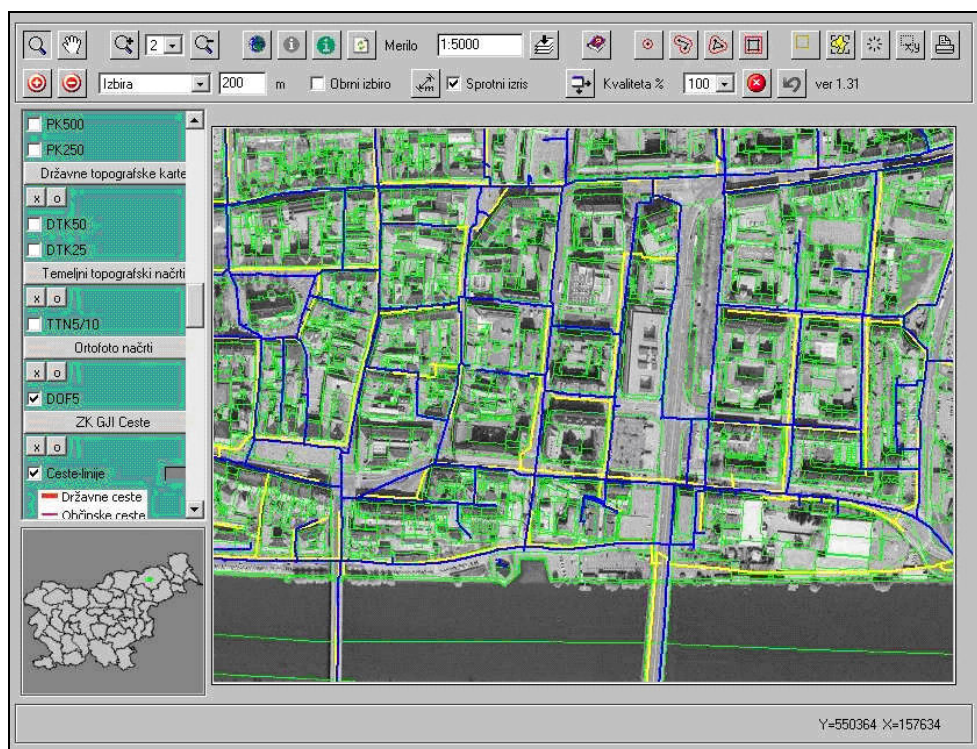 2 Merilo 1:5000 x,y
Izbira 200 m Obrni izbiro m Sprotni izris Kvaliteta % 100 ver 1.31
PK500
PK250
Državne topografske karte
x o
DTK50
DTK25
Temeljni topografski načrti
x o
TTN5/10
Ortofoto načrti
x o
DOF5
ZK GJI Ceste
x o
Ceste-linije
Državne ceste
Občinske ceste
Y=550364 X=157634